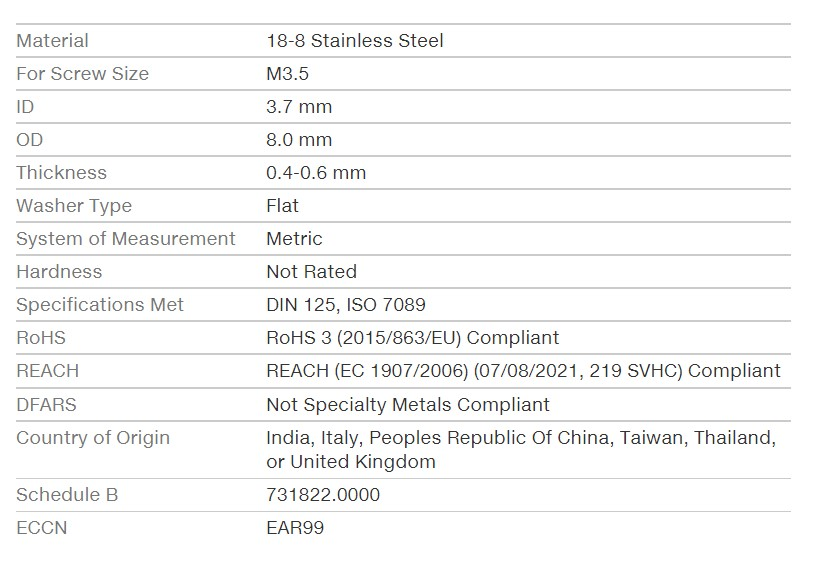 Material 18-8 Stainless Steel
For Screw Size M3.5
ID 3.7 mm
OD 8.0 mm
Thickness 0.4-0.6 mm
Washer Type Flat
System of Measurement Metric
Hardness Not Rated
Specifications Met DIN 125, ISO 7089
RoHS RoHS 3 (2015/863/EU) Compliant
REACH REACH (EC 1907/2006) (07/08/2021, 219 SVHC) Compliant
DFARS Not Specialty Metals Compliant
Country of Origin India, Italy, Peoples Republic Of China, Taiwan, Thailand,
or United Kingdom
Schedule B 731822.0000
ECCN EAR99